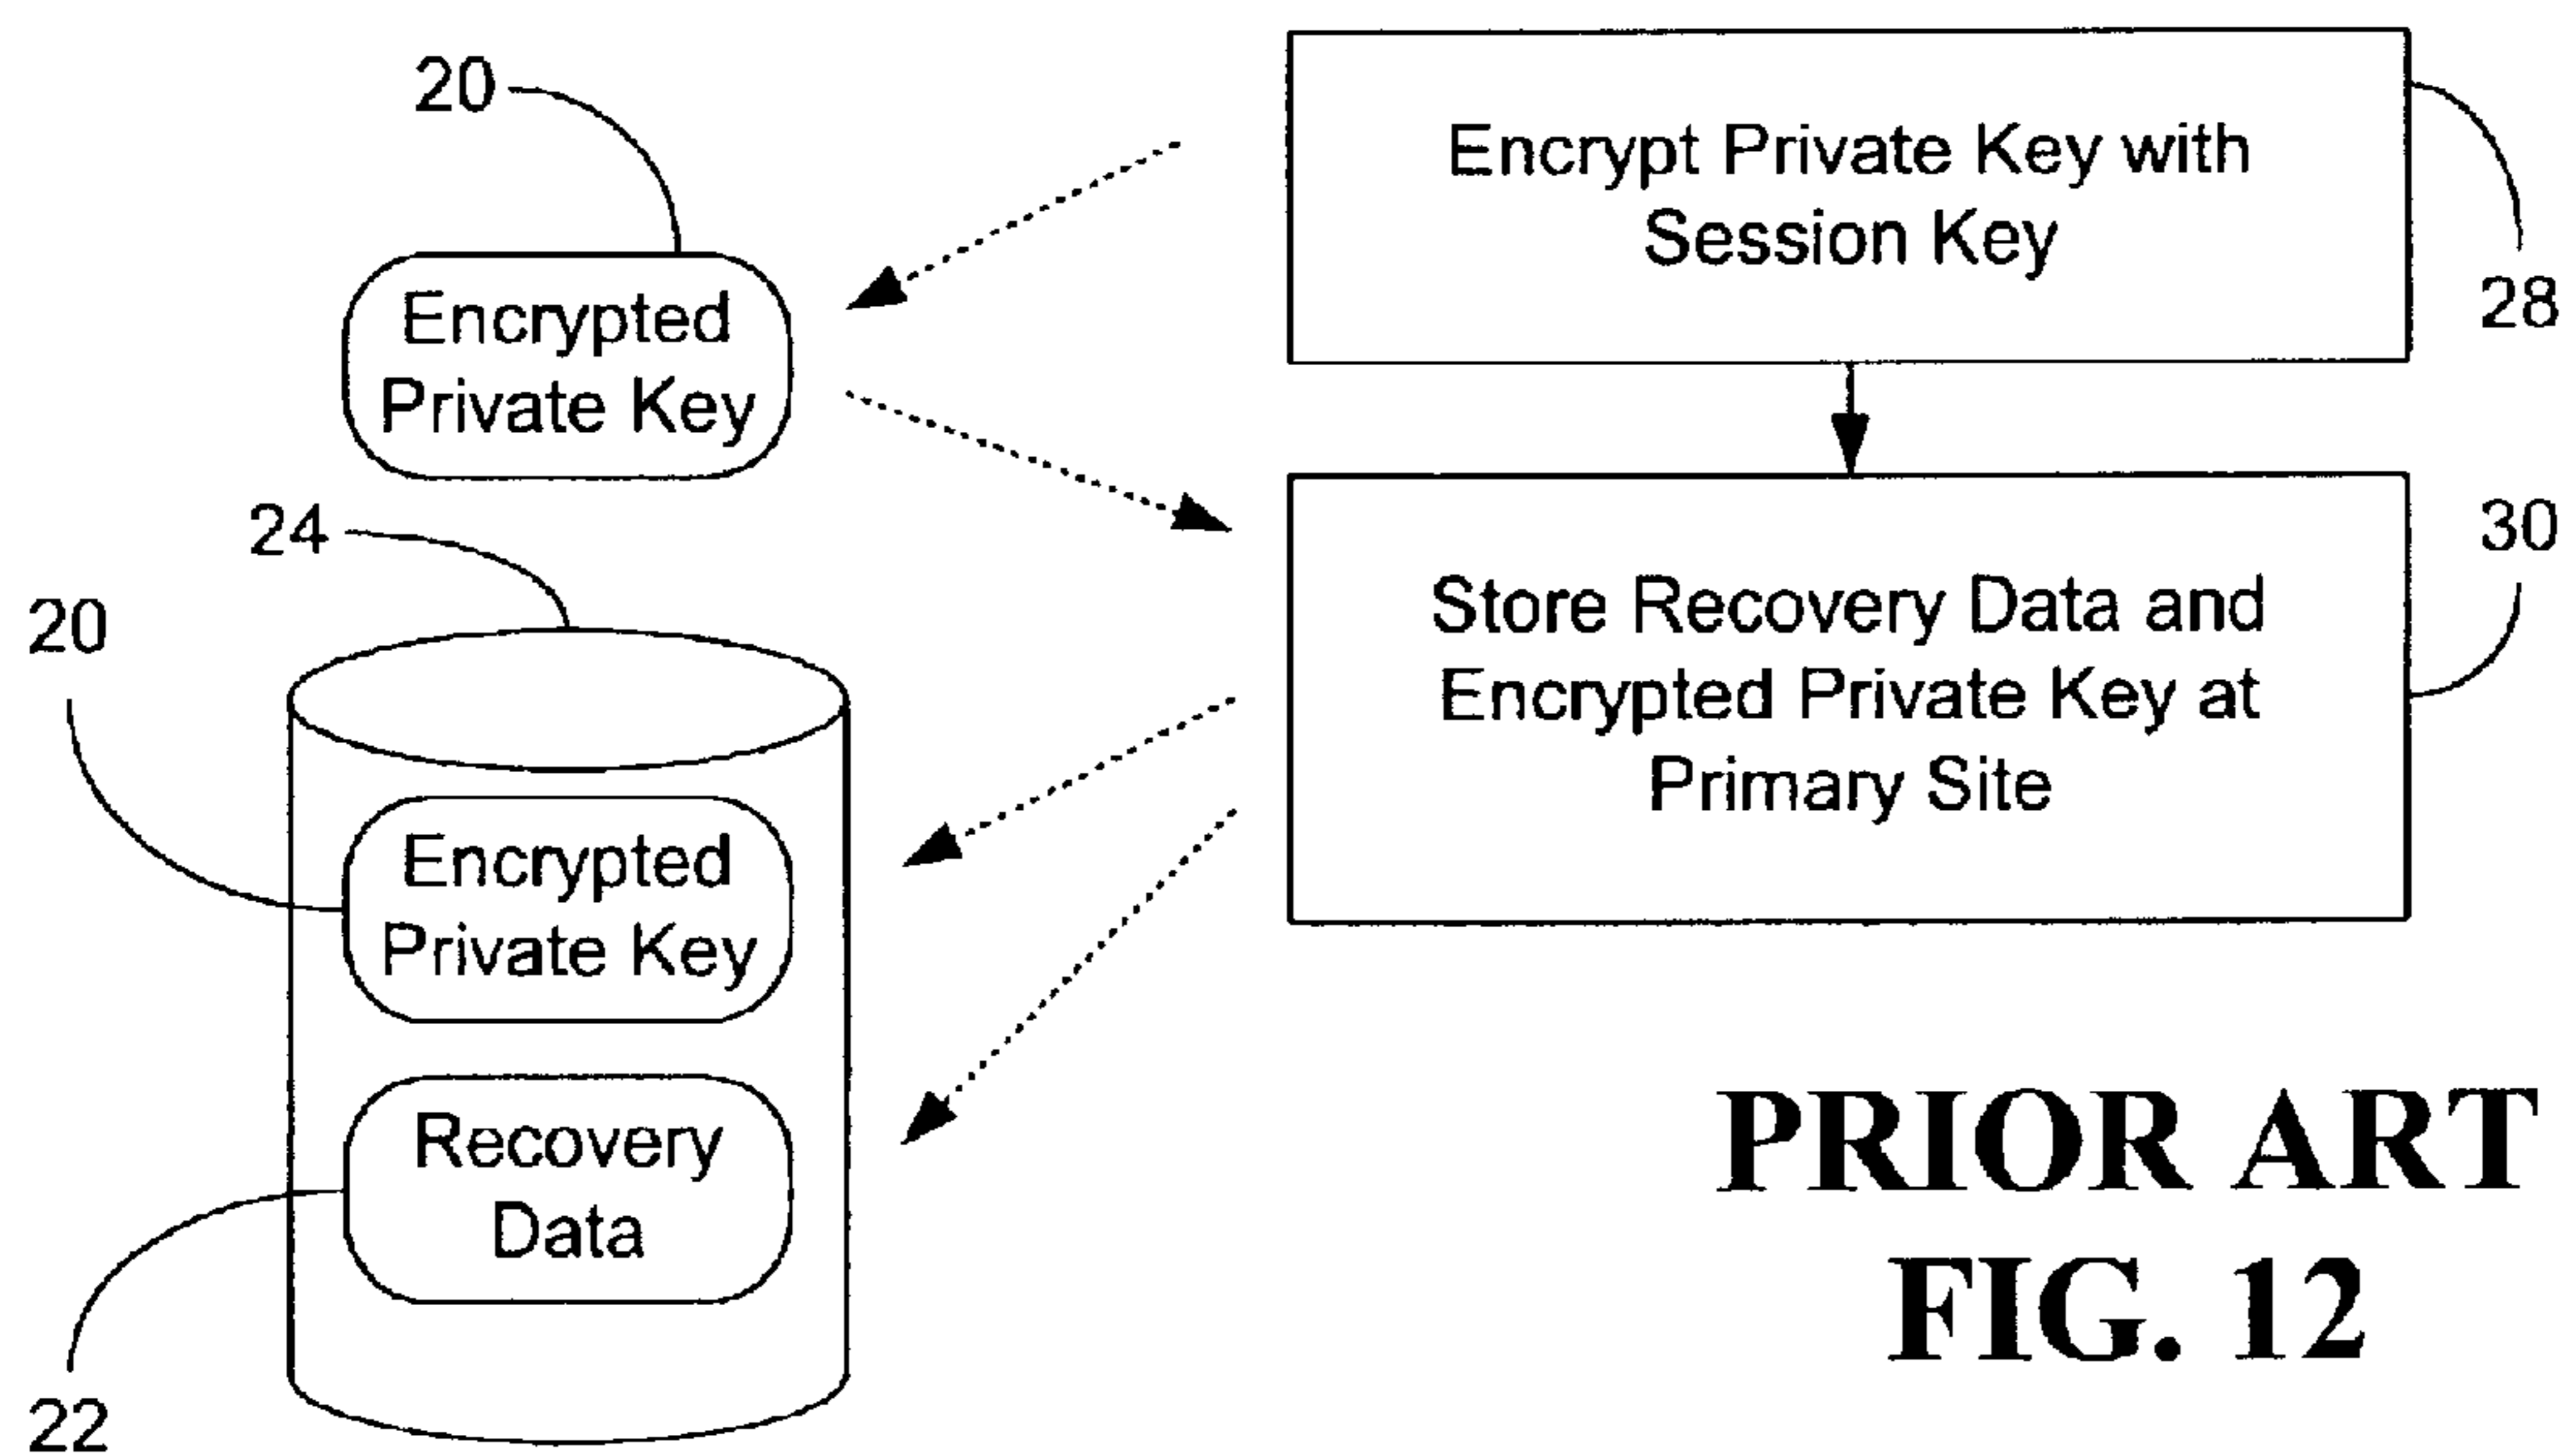 20
Encrypt Private Key with
Session Key
28
Encrypted
Private Key
24
30
Store Recovery Data and
Encrypted Private Key at
Primary Site
20
Encrypted
Private Key
Recovery
Data
22
PRIOR ART
FIG. 12